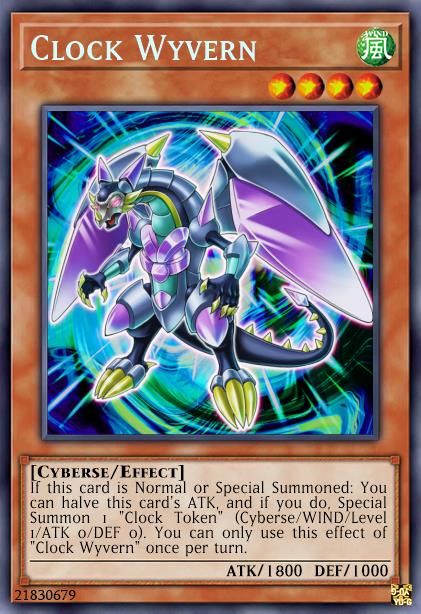 Clock Wyvern
WIND
風
[Cyberse/Effect]
If this card is Normal or Special Summoned: You
can halve this card's ATK, and if you do, Special
Summon 1 "Clock Token" (Cyberse/WIND/Level
1/ATK 0/DEF 0). You can only use this effect of
"Clock Wyvern" once per turn.
ATK/1800 DEF/1000
21830679